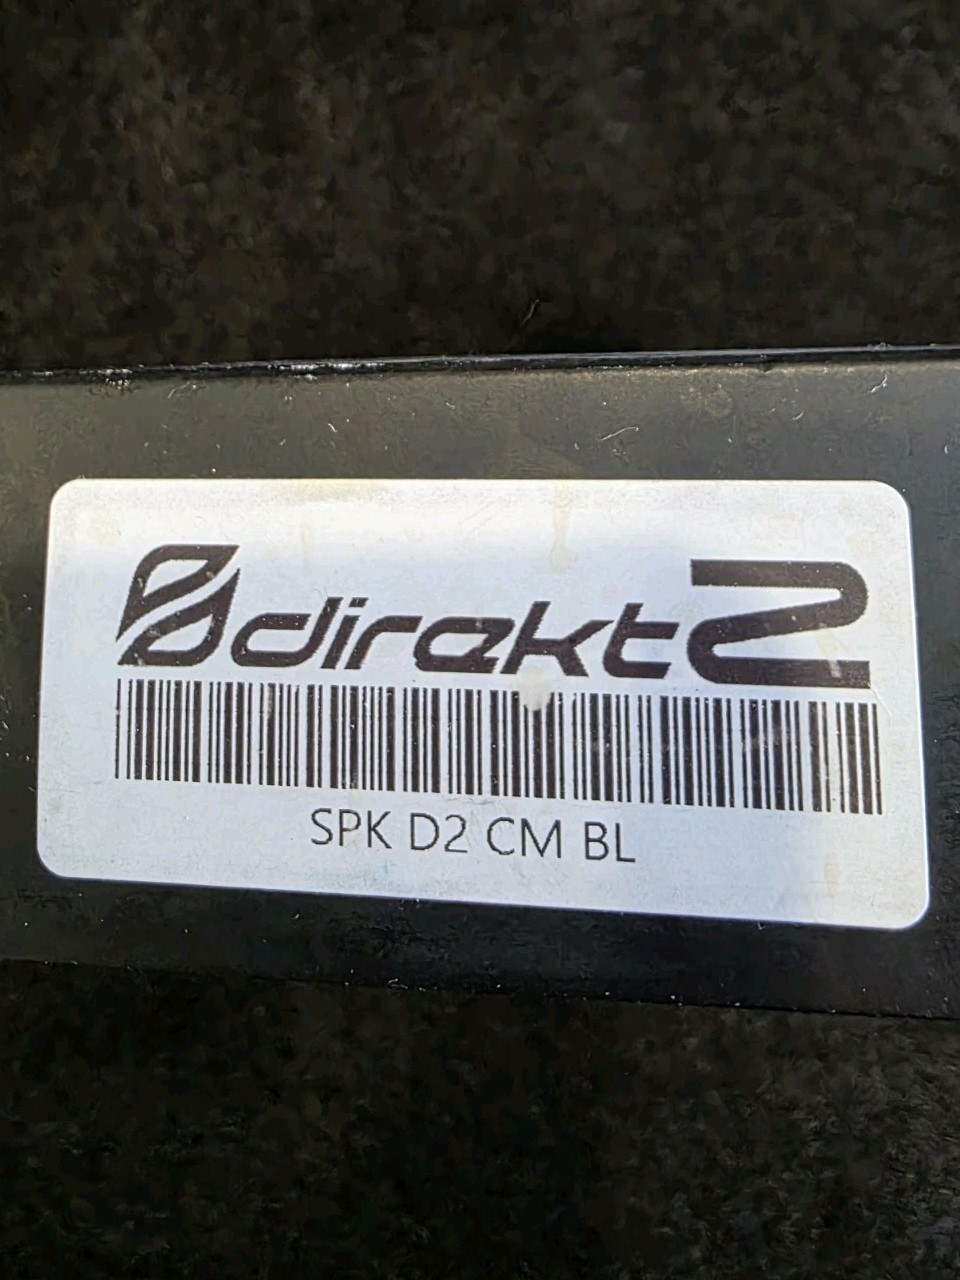 direkt2
SPK D2 CM BL